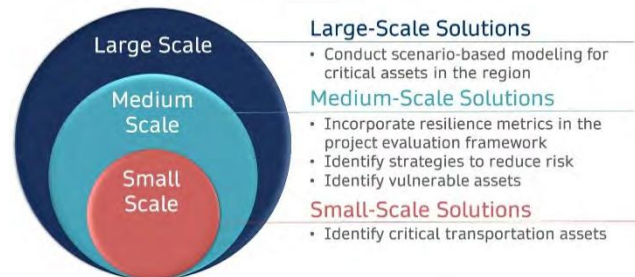 Large Scale
Medium
Scale
Small
Scale
Large-Scale Solutions
• Conduct scenario-based modeling for
critical assets in the region
Medium-Scale Solutions
• Incorporate resilience metrics in the
project evaluation framework
• Identify strategies to reduce risk
• Identify vulnerable assets
Small-Scale Solutions
• Identify critical transportation assets